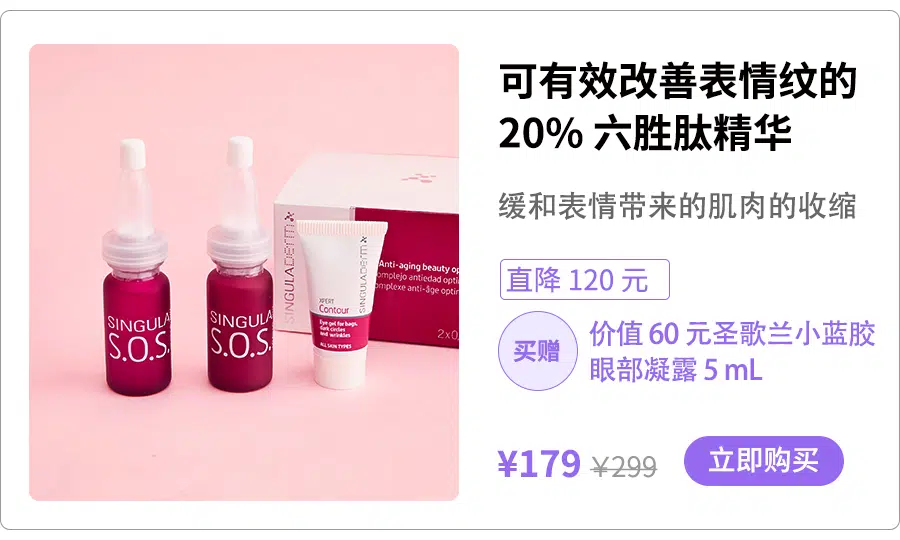 可有效改善表情纹的
20% 六胜肽精华
缓和表情带来的肌肉的收缩
直降 120 元
买赠
价值 60 元圣歌兰小蓝胶
眼部凝露 5 mL
¥179 ¥299 立即购买
SINGULA
S.O.S.
SINGULA
S.O.S.
SINGULADERM
Anti-aging beauty op
omplejo antiedad opti
omplexe anti-âge optim
2x0,
SINGULADERM
XPERT
Contour
Eye gel for bags,
dark circles
and wrinkles
ALL SKIN TYPES